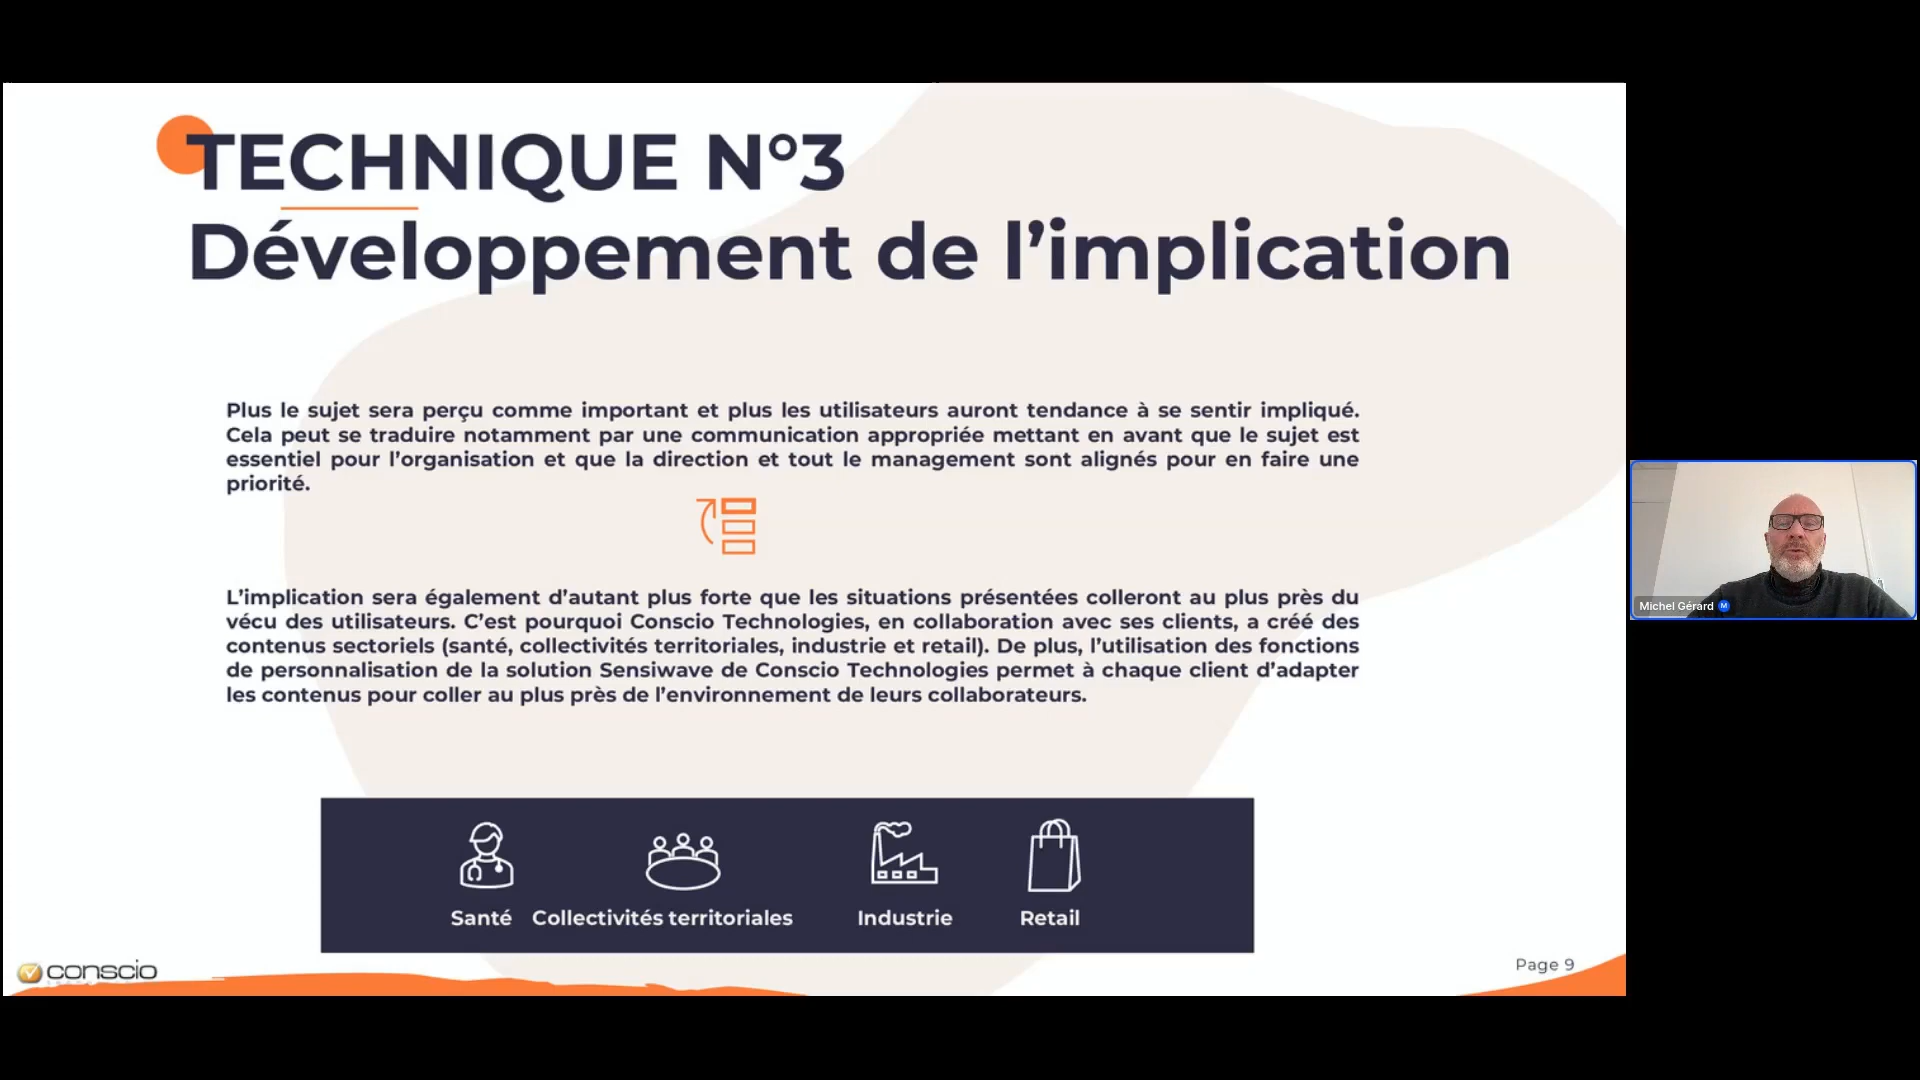 TECHNIQUE N°3
Développement de l’implication
Plus le sujet sera perçu comme important et plus les utilisateurs auront tendance à se sentir impliqué.
Cela peut se traduire notamment par une communication appropriée mettant en avant que le sujet est
essentiel pour l’organisation et que la direction et tout le management sont alignés pour en faire une
priorité.
L’implication sera également d’autant plus forte que les situations présentées colleront au plus près du
vécu des utilisateurs. C’est pourquoi Conscio Technologies, en collaboration avec ses clients, a créé des
contenus sectoriels (santé, collectivités territoriales, industrie et retail). De plus, l’utilisation des fonctions
de personnalisation de la solution Sensiwave de Conscio Technologies permet à chaque client d’adapter
les contenus pour coller au plus près de l’environnement de leurs collaborateurs.
Santé Collectivités territoriales Industrie Retail
conscio
Page 9
Michel Gérard M